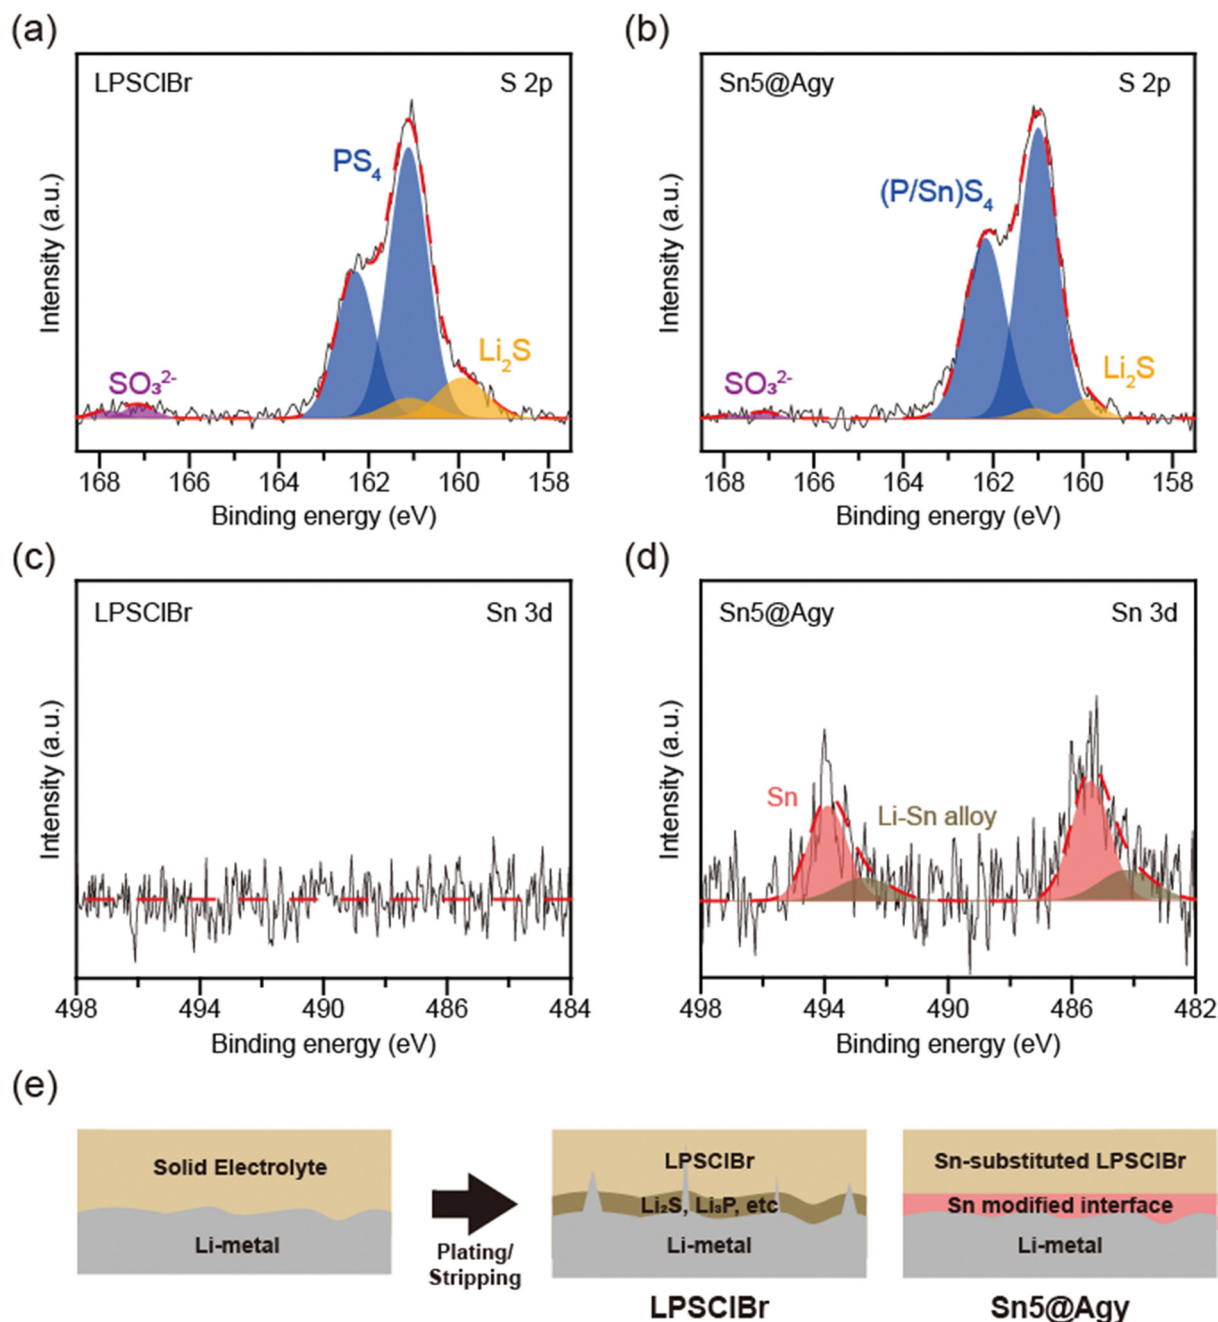 (a)
LPSClBr
S 2p
PS₄
Li₂S
SO₃²⁻
Intensity (a.u.)
168 166 164 162 160 158
Binding energy (eV)
(b)
Sn5@Agy
S 2p
(P/Sn)S₄
Li₂S
SO₃²⁻
Intensity (a.u.)
168 166 164 162 160 158
Binding energy (eV)
(c)
LPSClBr
Sn 3d
Intensity (a.u.)
498 494 490 486 484
Binding energy (eV)
(d)
Sn5@Agy
Sn 3d
Sn
Li-Sn alloy
Intensity (a.u.)
498 494 490 486 482
Binding energy (eV)
(e)
Solid Electrolyte
Li-metal
Plating/
Stripping
LPSClBr
Li₂S, Li₃P, etc
Li-metal
LPSClBr
Sn-substituted LPSClBr
Sn modified interface
Li-metal
Sn5@Agy